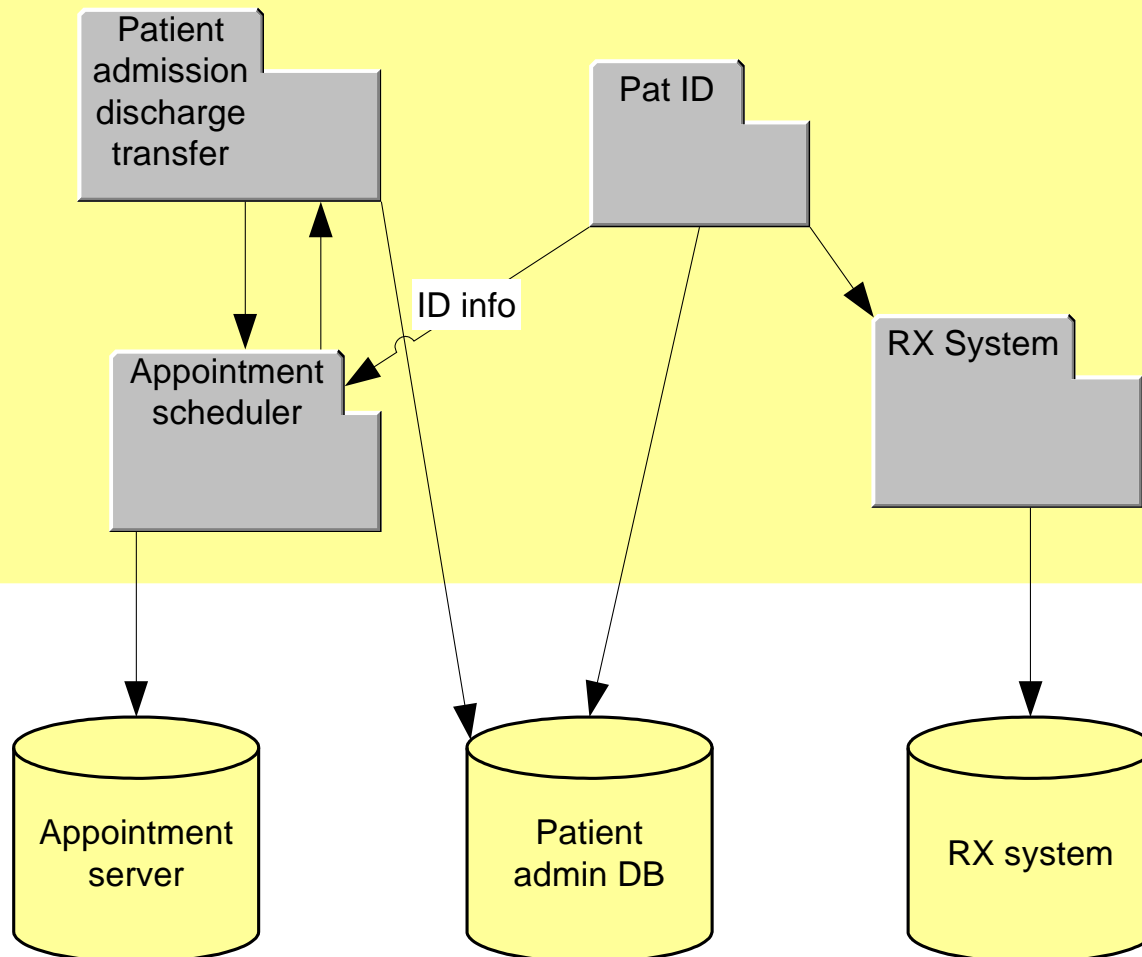 Patient
admission
discharge
transfer
Pat ID
ID info
RX System
Appointment
scheduler
Appointment
server
Patient
admin DB
RX system